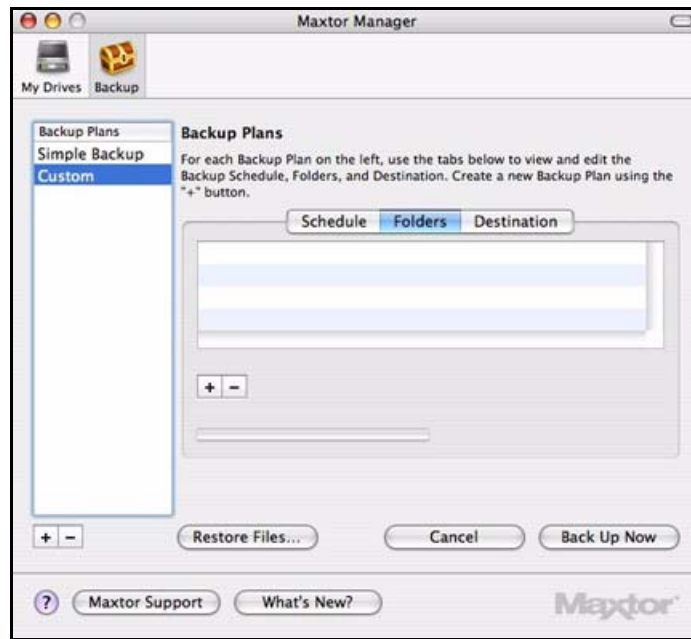 Maxtor Manager
My Drives Backup
Backup Plans
Simple Backup
Custom
Backup Plans
For each Backup Plan on the left, use the tabs below to view and edit the
Backup Schedule, Folders, and Destination. Create a new Backup Plan using the
"+" button.
Schedule Folders Destination
+ −
+ − Restore Files... Cancel Back Up Now
? Maxtor Support What's New? Maxtor